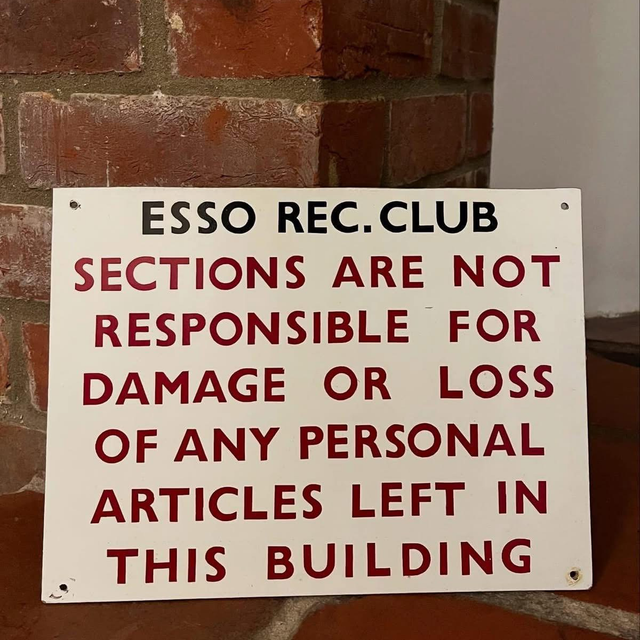 ESSO REC. CLUB
SECTIONS ARE NOT
RESPONSIBLE FOR
DAMAGE OR LOSS
OF ANY PERSONAL
ARTICLES LEFT IN
THIS BUILDING